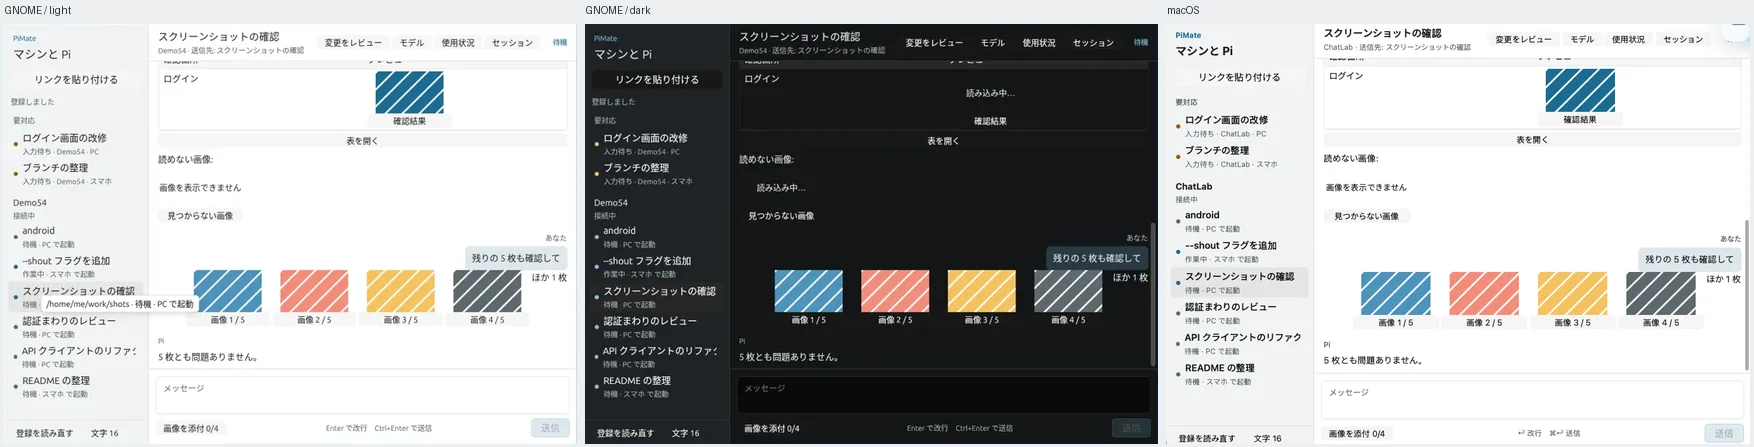 GNOME / light
PiMate
マシンと Pi
リンクを貼り付ける
登録しました
要対応
ログイン画面の改修
入力待ち · Demo54 · PC
ブランチの整理
入力待ち · Demo54 · スマホ
Demo54
接続中
android
待機 · PC で起動
--shout フラグを追加
作業中 · スマホ で起動
スクリーンショットの確認
待機
/home/me/work/shots · 待機 · PC で起動
認証まわりのレビュー
待機 · PC で起動
API クライアントのリファク
待機 · PC で起動
README の整理
待機 · スマホ で起動
登録を読み直す
文字 16
スクリーンショットの確認
Demo54 · 送信先: スクリーンショットの確認
変更をレビュー
モデル
使用状況
セッション
待機
ログイン
確認結果
表を開く
読めない画像:
画像を表示できません
見つからない画像
あなた
残りの 5 枚も確認して
画像 1 / 5
画像 2 / 5
画像 3 / 5
画像 4 / 5
ほか 1 枚
Pi
5 枚とも問題ありません。
メッセージ
画像を添付 0/4
Enter で改行 Ctrl+Enter で送信
送信
GNOME / dark
PiMate
マシンと Pi
リンクを貼り付ける
登録しました
要対応
ログイン画面の改修
入力待ち · Demo54 · PC
ブランチの整理
入力待ち · Demo54 · スマホ
Demo54
接続中
android
待機 · PC で起動
--shout フラグを追加
作業中 · スマホ で起動
スクリーンショットの確認
待機 · PC で起動
認証まわりのレビュー
待機 · PC で起動
API クライアントのリファク
待機 · PC で起動
README の整理
待機 · スマホ で起動
登録を読み直す
文字 16
スクリーンショットの確認
Demo54 · 送信先: スクリーンショットの確認
変更をレビュー
モデル
使用状況
セッション
待機
ログイン
読み込み中…
確認結果
表を開く
読めない画像:
読み込み中…
見つからない画像
あなた
残りの 5 枚も確認して
画像 1 / 5
画像 2 / 5
画像 3 / 5
画像 4 / 5
ほか 1 枚
Pi
5 枚とも問題ありません。
メッセージ
画像を添付 0/4
Enter で改行 Ctrl+Enter で送信
送信
macOS
PiMate
マシンと Pi
リンクを貼り付ける
要対応
ログイン画面の改修
入力待ち · ChatLab · PC
ブランチの整理
入力待ち · ChatLab · スマホ
ChatLab
接続中
android
待機 · PC で起動
--shout フラグを追加
作業中 · スマホ で起動
スクリーンショットの確認
待機 · PC で起動
認証まわりのレビュー
待機 · PC で起動
API クライアントのリファク
待機 · PC で起動
README の整理
待機 · スマホ で起動
登録を読み直す
文字 16
スクリーンショットの確認
ChatLab · 送信先: スクリーンショットの確認
変更をレビュー
モデル
使用状況
セッション
ログイン
確認結果
表を開く
読めない画像:
画像を表示できません
見つからない画像
あなた
残りの 5 枚も確認して
ほか 1 枚
画像 1 / 5
画像 2 / 5
画像 3 / 5
画像 4 / 5
Pi
5 枚とも問題ありません。
メッセージ
画像を添付 0/4
⏎ 改行 ⌘⏎ 送信
送信